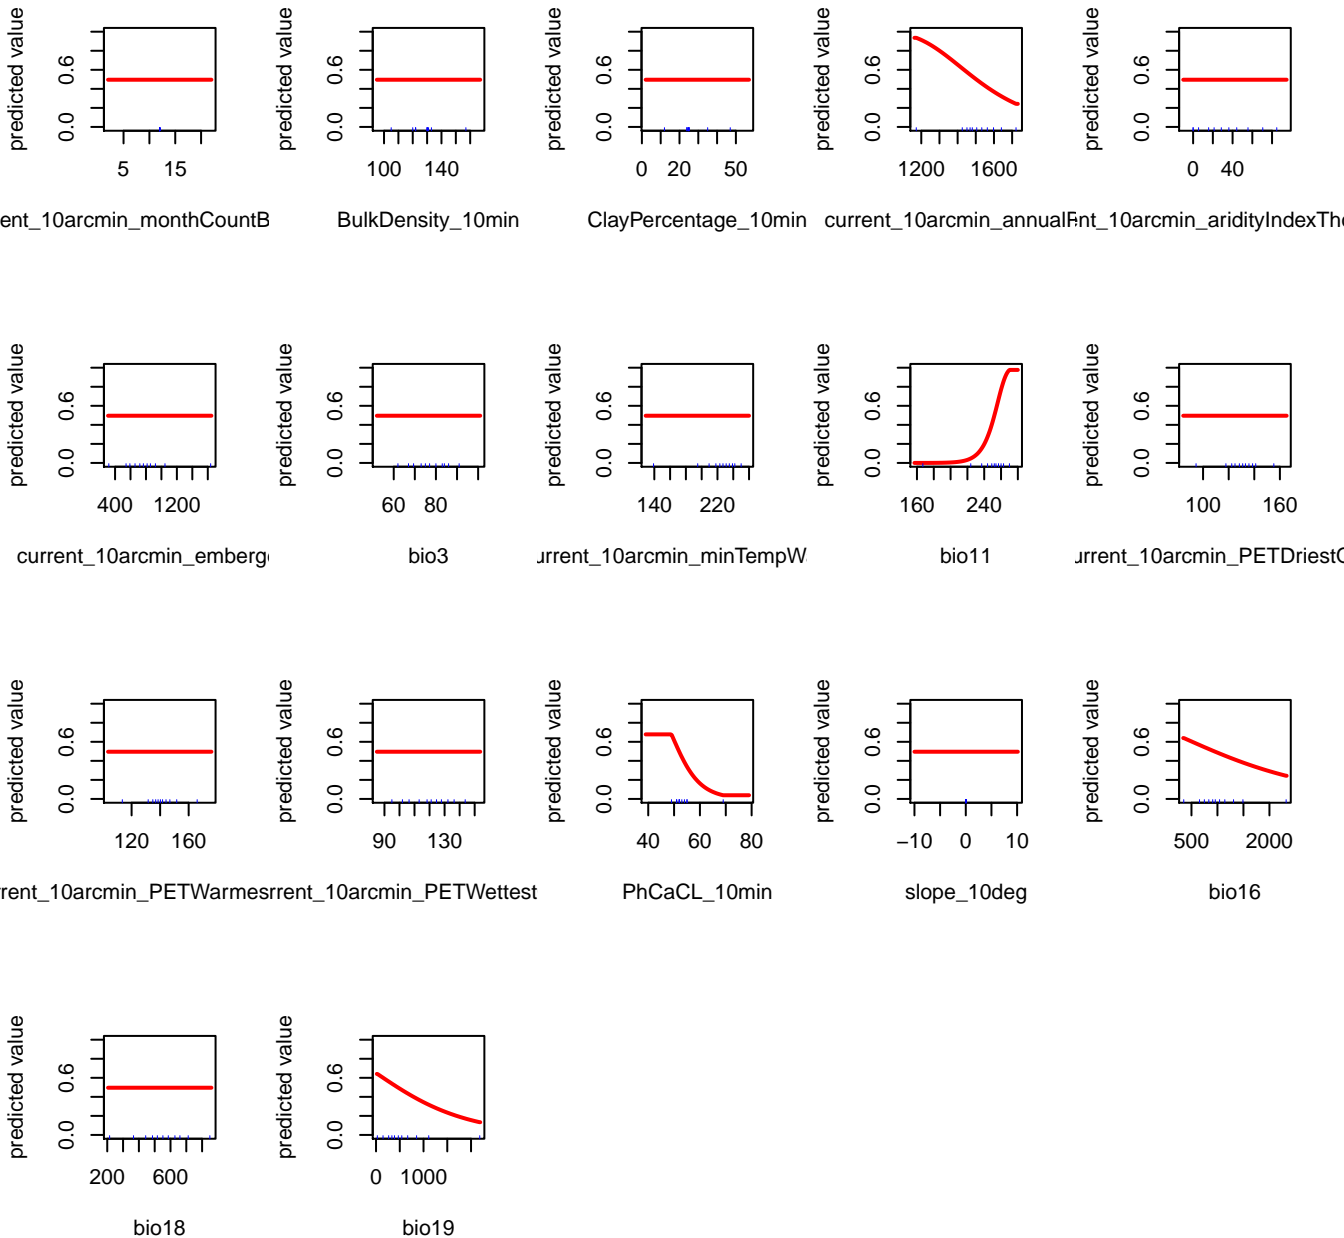 predicted value
0.0 0.6
5 15
ent_10arcmin_monthCountB
predicted value
0.0 0.6
100 140
BulkDensity_10min
predicted value
0.0 0.6
0 20 50
ClayPercentage_10min
predicted value
0.0 0.6
1200 1600
current_10arcmin_annualF
predicted value
0.0 0.6
0 40
nt_10arcmin_aridityIndexTho
predicted value
0.0 0.6
400 1200
current_10arcmin_emberge
predicted value
0.0 0.6
60 80
bio3
predicted value
0.0 0.6
140 220
urrent_10arcmin_minTempWa
predicted value
0.0 0.6
160 240
bio11
predicted value
0.0 0.6
100 160
urrent_10arcmin_PETDriestQ
predicted value
0.0 0.6
120 160
rent_10arcmin_PETWarmes
predicted value
0.0 0.6
90 130
rrent_10arcmin_PETWettest
predicted value
0.0 0.6
40 60 80
PhCaCL_10min
predicted value
0.0 0.6
−10 0 10
slope_10deg
predicted value
0.0 0.6
500 2000
bio16
predicted value
0.0 0.6
200 600
bio18
predicted value
0.0 0.6
0 1000
bio19